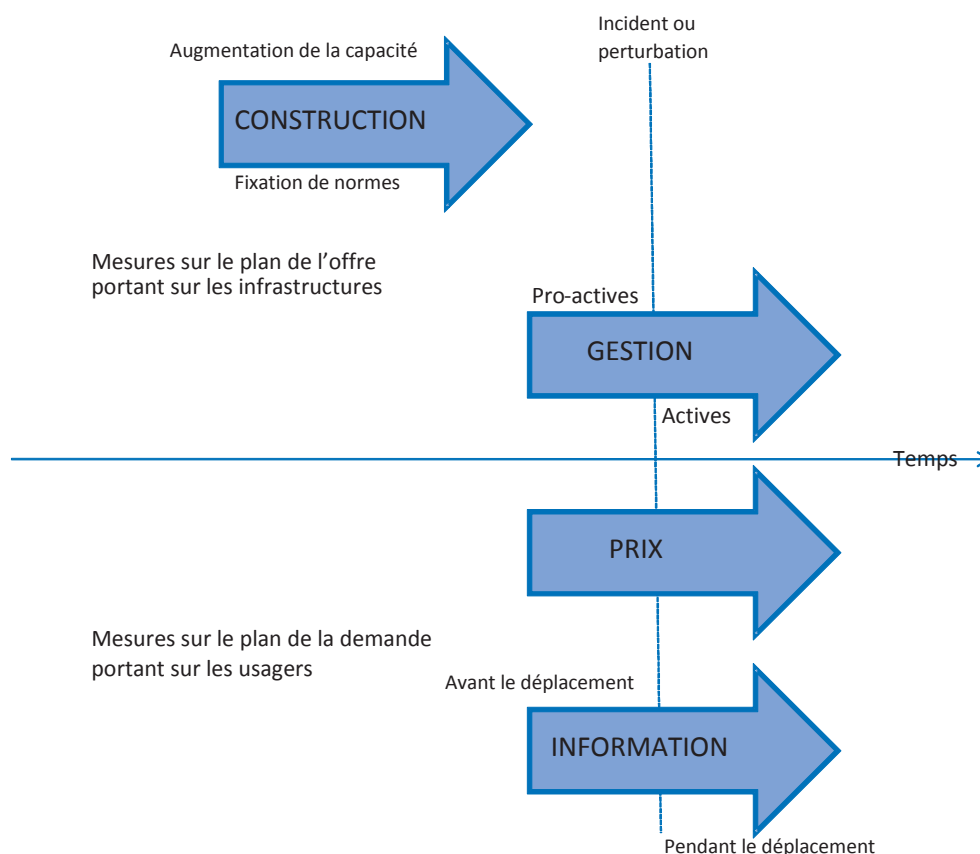 Incident ou
perturbation
Augmentation de la capacité
CONSTRUCTION
Fixation de normes
Mesures sur le plan de l’offre
portant sur les infrastructures
Pro-actives
GESTION
Actives
Temps
PRIX
Mesures sur le plan de la demande
portant sur les usagers
Avant le déplacement
INFORMATION
Pendant le déplacement